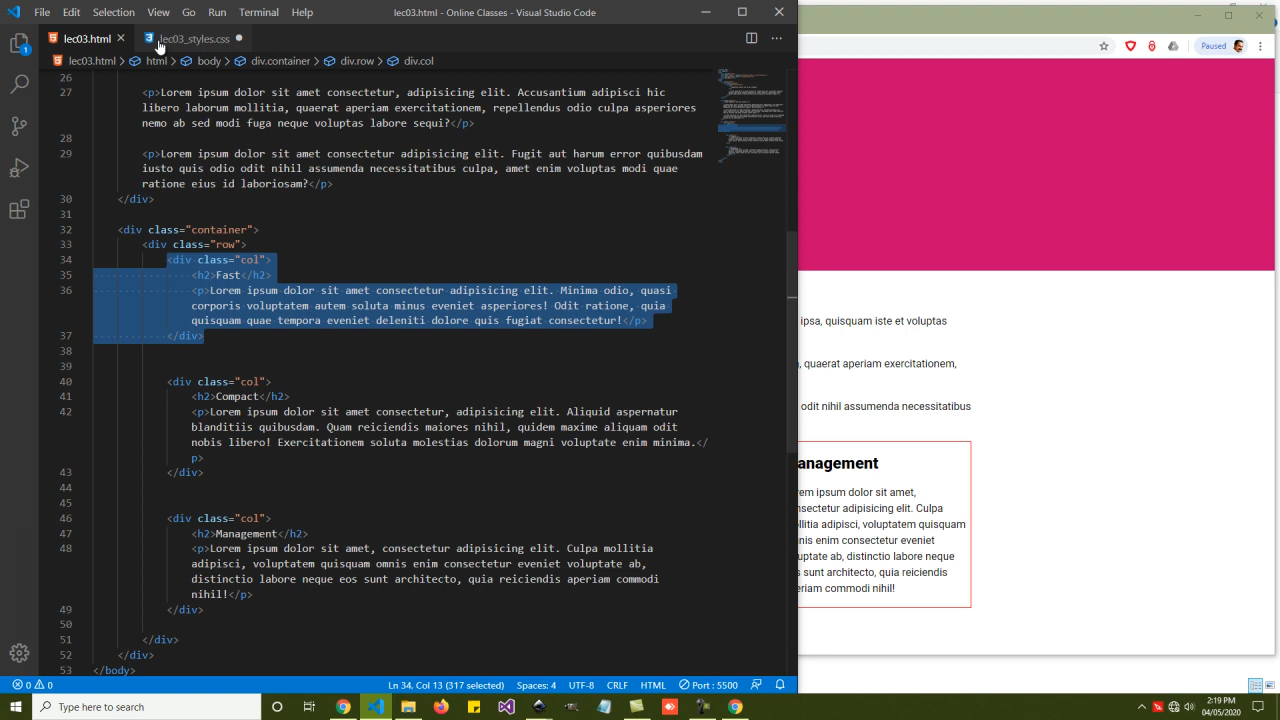 File Edit Selection View Go Run Terminal Help lec03.html - Online Classes - Visual Studio Code
lec03.html lec03_styles.css
lec03.html > html > body > div.container > div.row > div.col
Paused
1
26
27 <p>Lorem ipsum dolor sit amet consectetur, adipisicing elit. Accusantium adipisci hic
libero laborum mollitia, quaerat aperiam exercitationem, repellendus odio culpa asperiores
nemo ab sed modi fuga neque voluptas labore sequi?</p>
28
29 <p>Lorem ipsum dolor sit amet consectetur adipisicing elit. Fugit aut harum error quibusdam
iusto quis odio odit nihil assumenda necessitatibus culpa, amet enim voluptas modi quae
ratione eius id laboriosam?</p>
30 </div>
31
32 <div class="container">
33 <div class="row">
34 <div class="col">
35 <h2>Fast</h2>
36 <p>Lorem ipsum dolor sit amet consectetur adipisicing elit. Minima odio, quasi
corporis voluptatem autem soluta minus eveniet asperiores! Odit ratione, quia
quisquam quae tempora eveniet deleniti dolore quis fugiat consectetur!</p>
37 </div>
38
39
40 <div class="col">
41 <h2>Compact</h2>
42 <p>Lorem ipsum dolor sit amet consectetur, adipisicing elit. Aliquid aspernatur
blanditiis quibusdam. Quam reiciendis maiores nihil, quidem maxime aliquam odit
nobis libero! Exercitationem soluta molestias dolorum magni voluptate enim minima.</
p>
43 </div>
44
45
46 <div class="col">
47 <h2>Management</h2>
48 <p>Lorem ipsum dolor sit amet, consectetur adipisicing elit. Culpa mollitia
adipisci, voluptatem quisquam omnis enim consectetur eveniet voluptate ab,
distinctio labore neque eos sunt architecto, quia reiciendis aperiam commodi
nihil!</p>
49 </div>
50
51 </div>
52 </div>
53 </body>
ipsa, quisquam iste et voluptas
, quaerat aperiam exercitationem,
odit nihil assumenda necessitatibus
anagement
rem ipsum dolor sit amet,
nsectetur adipisicing elit. Culpa
ollitia adipisci, voluptatem quisquam
nis enim consectetur eveniet
uptate ab, distinctio labore neque
s sunt architecto, quia reiciendis
eriam commodi nihil!
0 0 Ln 34, Col 13 (317 selected) Spaces: 4 UTF-8 CRLF HTML Port : 5500
Type here to search
2:19 PM
04/05/2020